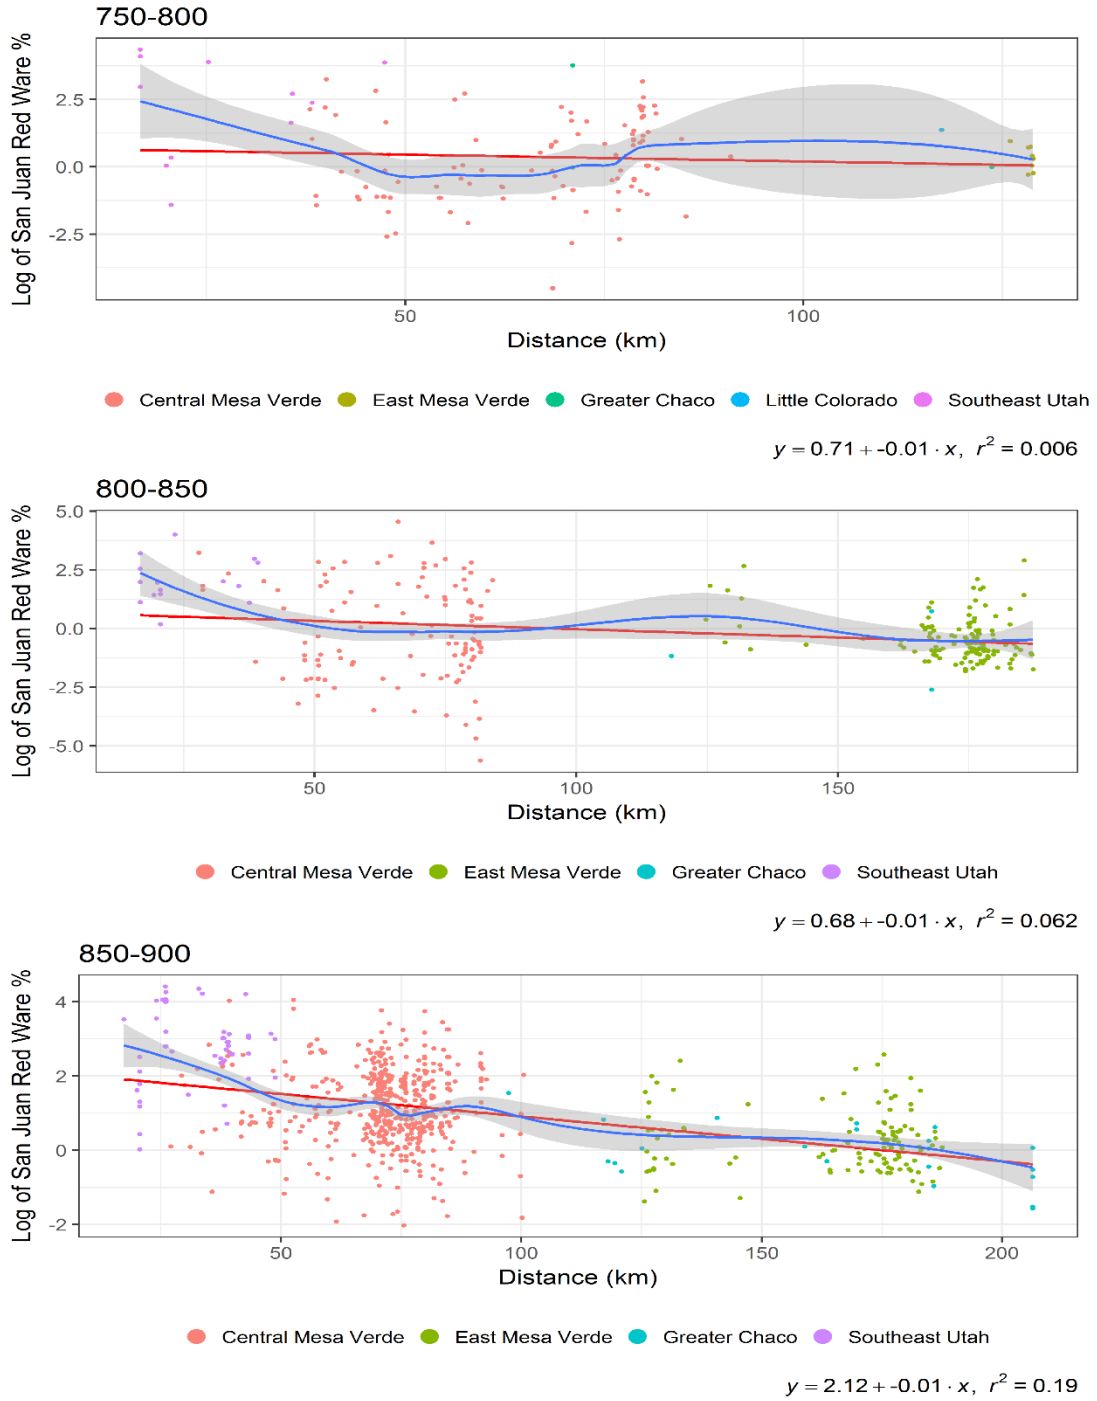 750-800
Log of San Juan Red Ware %
2.5
0.0
-2.5
50 100
Distance (km)
Central Mesa Verde East Mesa Verde Greater Chaco Little Colorado Southeast Utah
y = 0.71 + -0.01 · x, r² = 0.006
800-850
Log of San Juan Red Ware %
5.0
2.5
0.0
-2.5
-5.0
50 100 150
Distance (km)
Central Mesa Verde East Mesa Verde Greater Chaco Southeast Utah
y = 0.68 + -0.01 · x, r² = 0.062
850-900
Log of San Juan Red Ware %
4
2
0
-2
50 100 150 200
Distance (km)
Central Mesa Verde East Mesa Verde Greater Chaco Southeast Utah
y = 2.12 + -0.01 · x, r² = 0.19